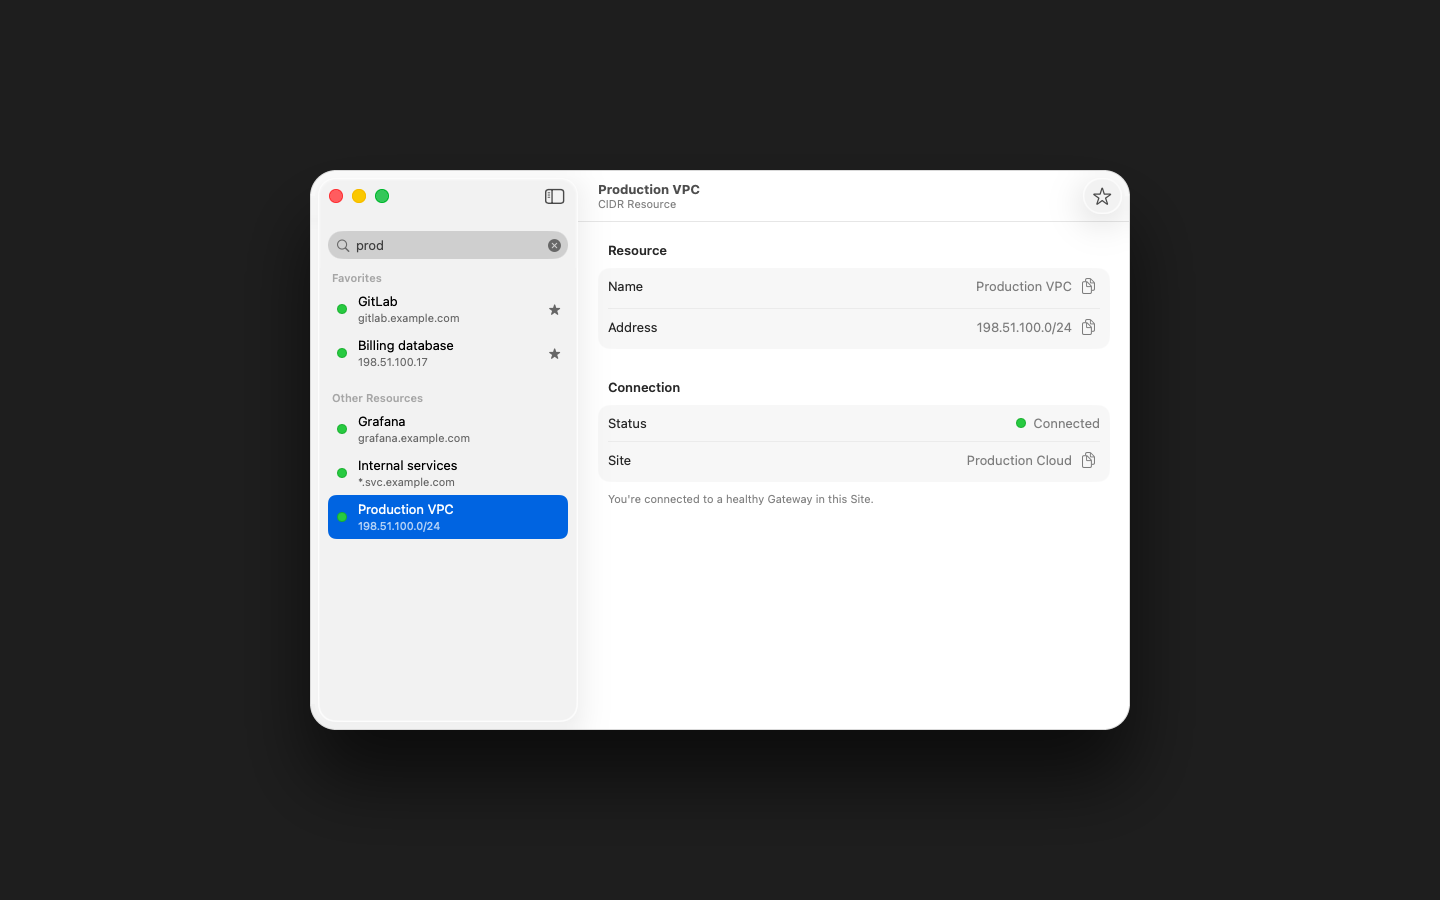 prod
Favorites
GitLab
gitlab.example.com
Billing database
198.51.100.17
Other Resources
Grafana
grafana.example.com
Internal services
*.svc.example.com
Production VPC
198.51.100.0/24
Production VPC
CIDR Resource
Resource
Name Production VPC
Address 198.51.100.0/24
Connection
Status Connected
Site Production Cloud
You're connected to a healthy Gateway in this Site.